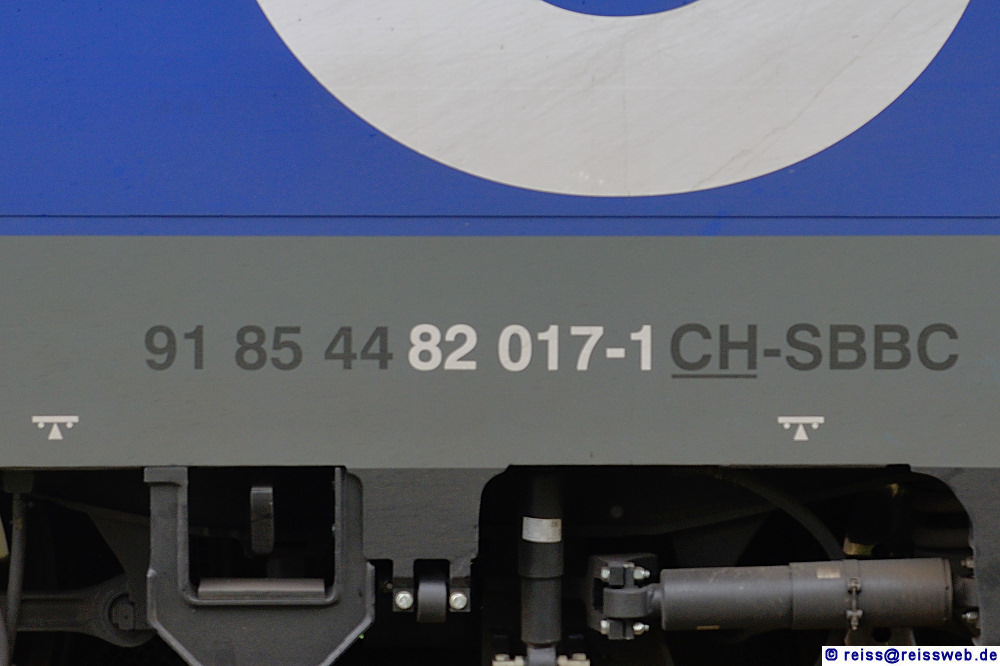 91 85 44 82 017-1 CH-SBBC
© reiss@reissweb.de